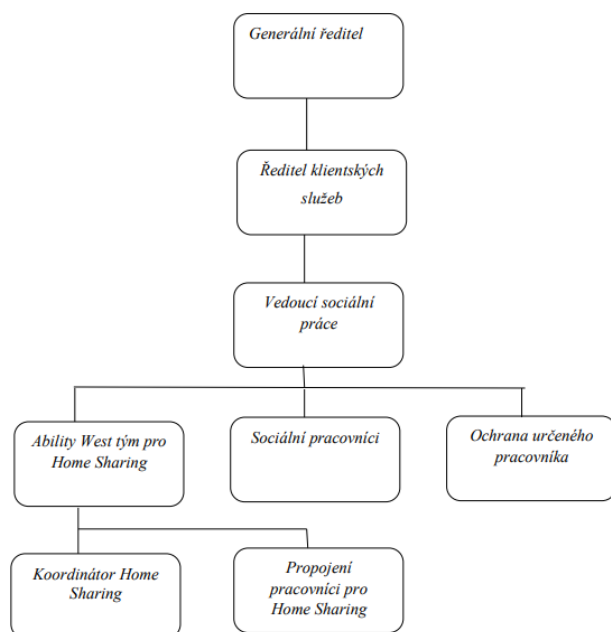 Generální ředitel
Ředitel klientských
služeb
Vedoucí sociální
práce
Ability West tým pro
Home Sharing
Sociální pracovníci
Ochrana určeného
pracovníka
Koordinátor Home
Sharing
Propojení
pracovníci pro
Home Sharing